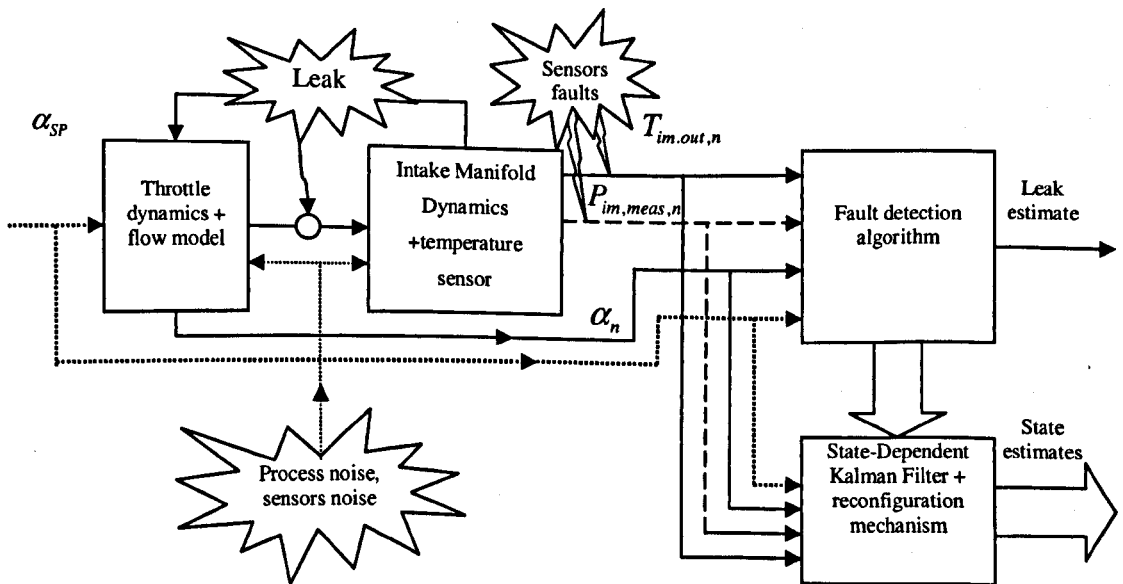 Leak
Sensors
faults
α_SP
T_im.out,n
Throttle
dynamics +
flow model
Intake Manifold
Dynamics
+temperature
sensor
P_im,meas,n
Fault detection
algorithm
Leak
estimate
α_n
Process noise,
sensors noise
State-Dependent
Kalman Filter +
reconfiguration
mechanism
State
estimates